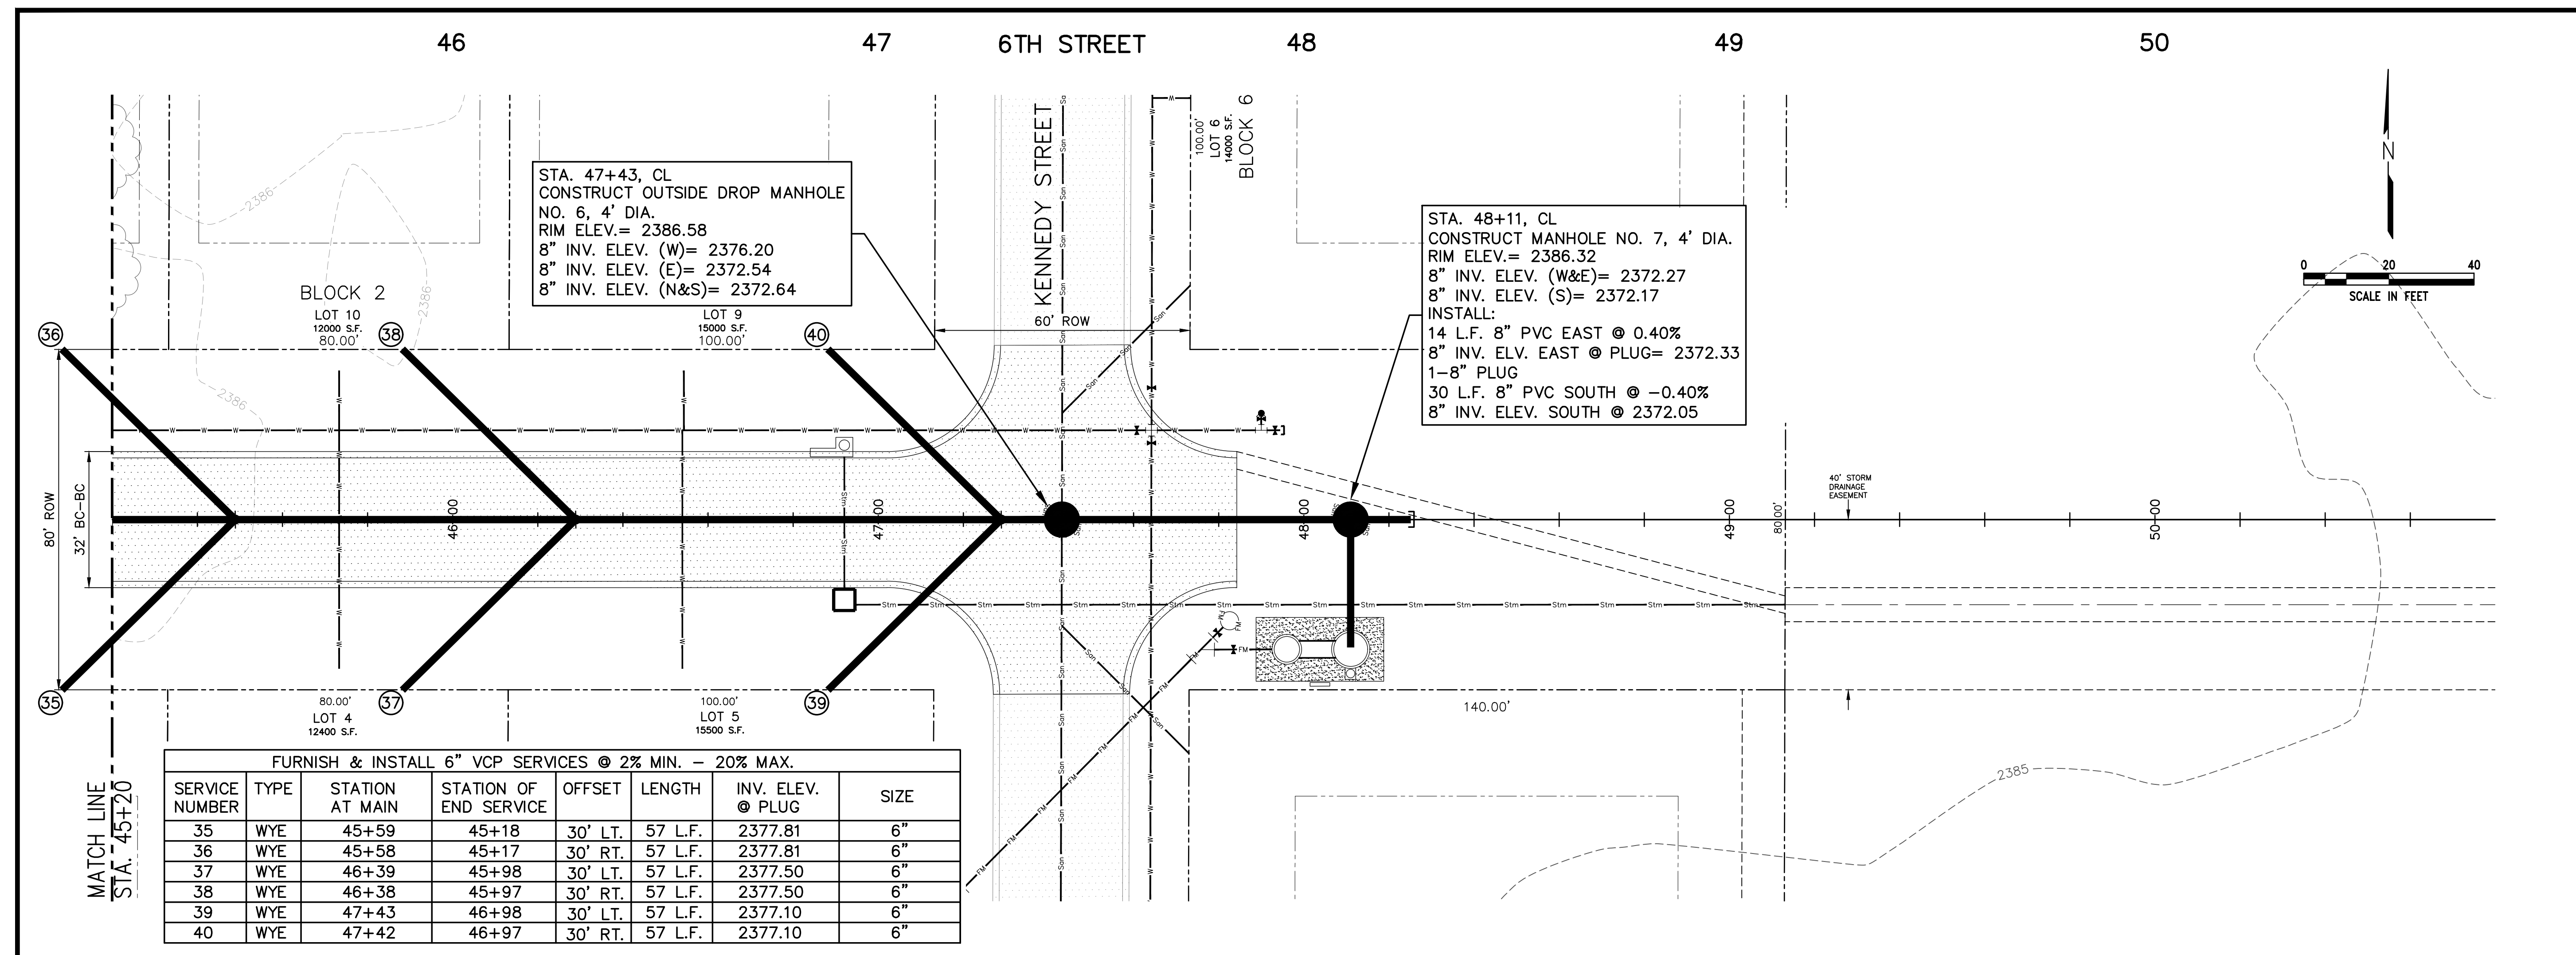 46
47
6TH STREET
48
49
50
STA. 47+43, CL
CONSTRUCT OUTSIDE DROP MANHOLE
NO. 6, 4' DIA.
RIM ELEV.= 2386.58
8" INV. ELEV. (W)= 2376.20
8" INV. ELEV. (E)= 2372.54
8" INV. ELEV. (N&S)= 2372.64
KENNEDY STREET
100.00'
LOT 6
14000 S.F.
BLOCK 6
STA. 48+11, CL
CONSTRUCT MANHOLE NO. 7, 4' DIA.
RIM ELEV.= 2386.32
8" INV. ELEV. (W&E)= 2372.27
8" INV. ELEV. (S)= 2372.17
INSTALL:
14 L.F. 8" PVC EAST @ 0.40%
8" INV. ELV. EAST @ PLUG= 2372.33
1-8" PLUG
30 L.F. 8" PVC SOUTH @ -0.40%
8" INV. ELEV. SOUTH @ 2372.05
N
0 20 40
SCALE IN FEET
2386
2386
2386
BLOCK 2
LOT 10
12000 S.F.
80.00'
LOT 9
15000 S.F.
100.00'
60' ROW
36
38
40
80' ROW
32' BC-BC
46+00
47+00
48+00
49+00
50+00
80.00'
40' STORM
DRAINAGE
EASEMENT
35
37
39
80.00'
LOT 4
12400 S.F.
100.00'
LOT 5
15500 S.F.
140.00'
2385
MATCH LINE
STA. 45+20
FURNISH & INSTALL 6" VCP SERVICES @ 2% MIN. - 20% MAX.
SERVICE NUMBER TYPE STATION AT MAIN STATION OF END SERVICE OFFSET LENGTH INV. ELEV. @ PLUG SIZE
35 WYE 45+59 45+18 30' LT. 57 L.F. 2377.81 6"
36 WYE 45+58 45+17 30' RT. 57 L.F. 2377.81 6"
37 WYE 46+39 45+98 30' LT. 57 L.F. 2377.50 6"
38 WYE 46+38 45+97 30' RT. 57 L.F. 2377.50 6"
39 WYE 47+43 46+98 30' LT. 57 L.F. 2377.10 6"
40 WYE 47+42 46+97 30' RT. 57 L.F. 2377.10 6"